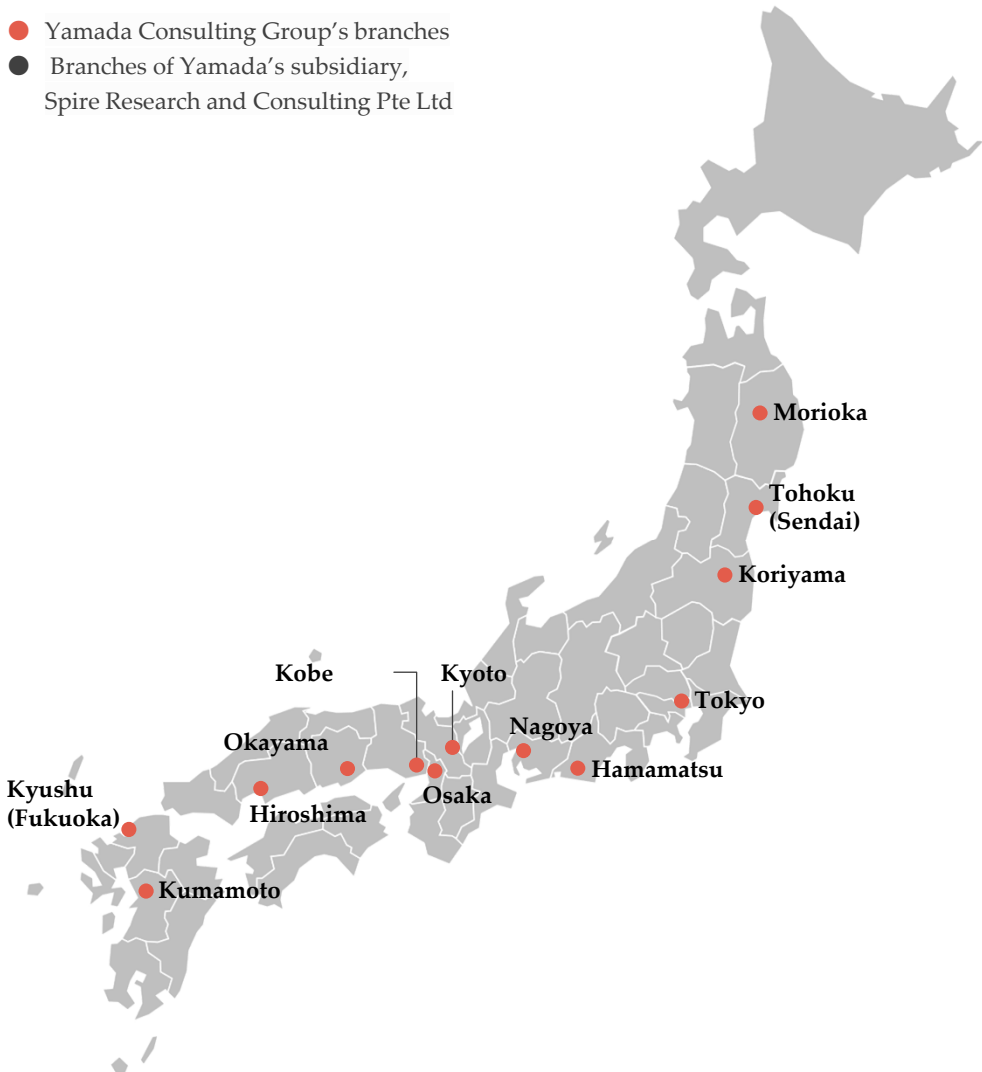 Yamada Consulting Group’s branches
Branches of Yamada’s subsidiary,
Spire Research and Consulting Pte Ltd
Morioka
Tohoku
(Sendai)
Koriyama
Kobe
Kyoto
Tokyo
Nagoya
Okayama
Hamamatsu
Kyushu
(Fukuoka)
Osaka
Hiroshima
Kumamoto